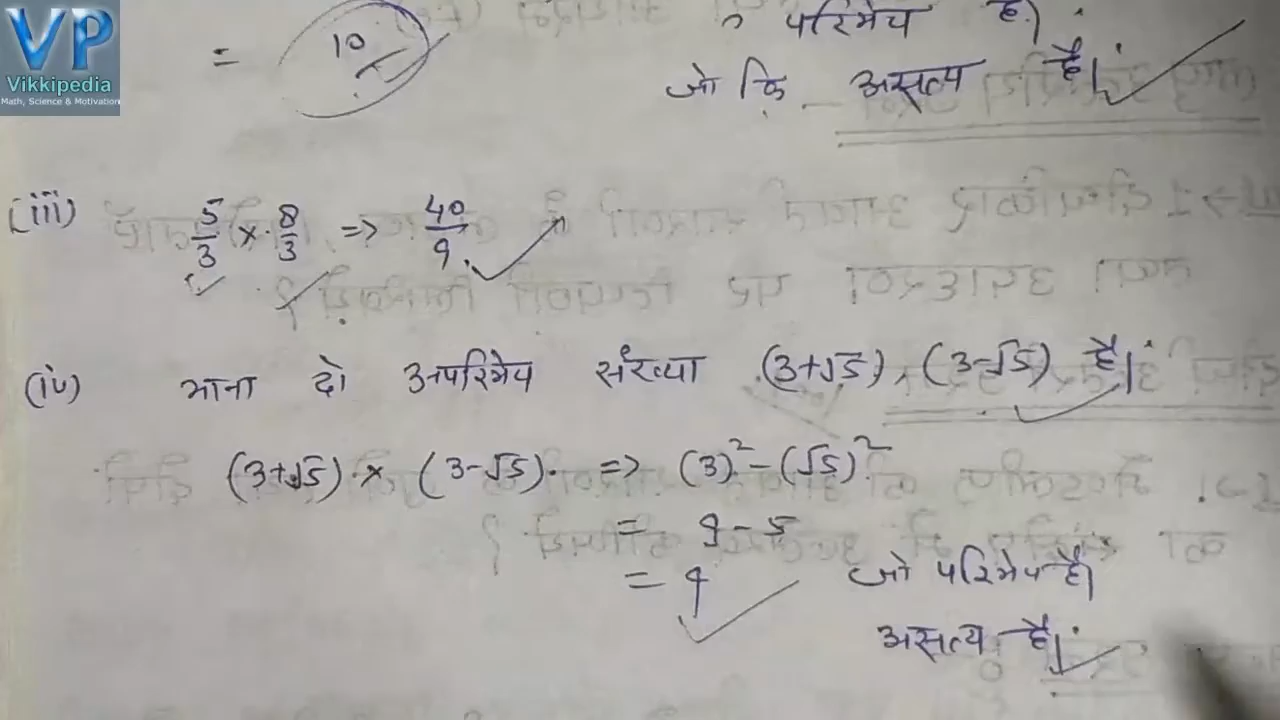 VP
Vikkipedia
Math, Science & Motivation
= 10
परिमेय है।
जो कि असत्य है।
(iii) 5/3 × 8/3 => 40/9
(iv) माना दो अपरिमेय संख्या (3+√5), (3-√5) है।
(3+√5) × (3-√5) => (3)² - (√5)²
= 9 - 5
= 4 जो परिमेय है।
असत्य है।